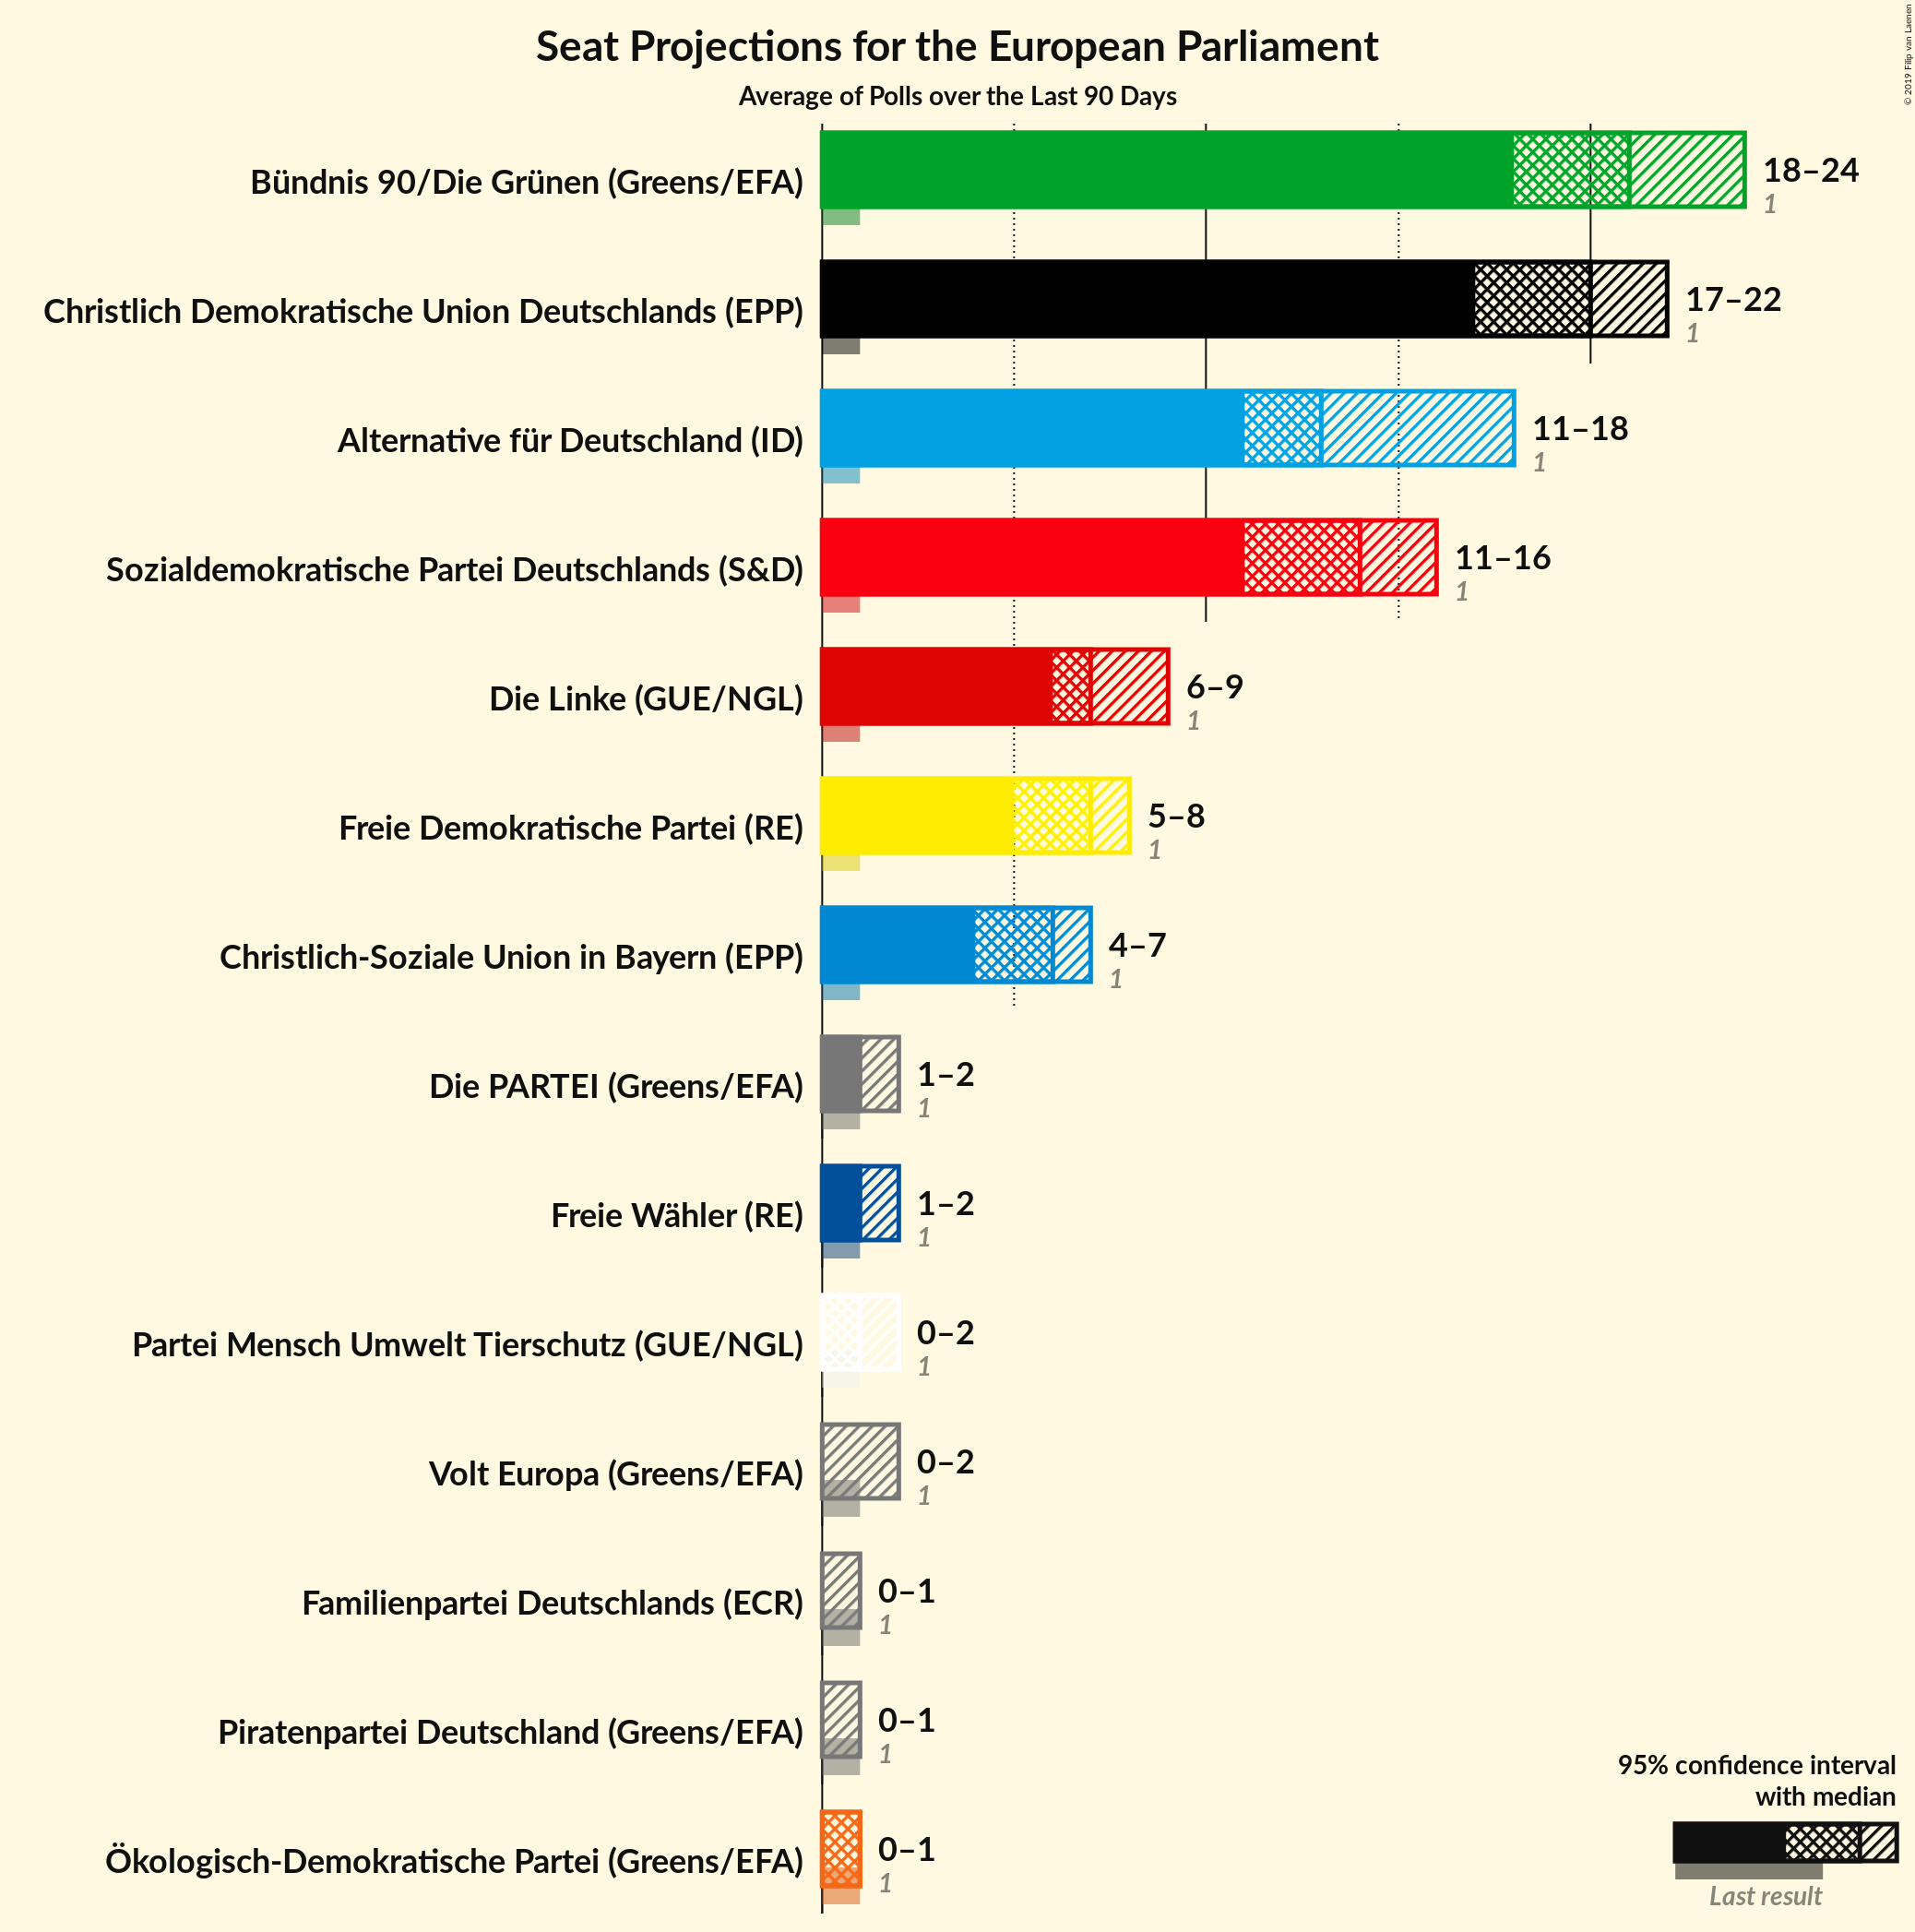 Seat Projections for the European Parliament
Average of Polls over the Last 90 Days
© 2019 Filip van Laenen
Bündnis 90/Die Grünen (Greens/EFA)
18–24
1
Christlich Demokratische Union Deutschlands (EPP)
17–22
1
Alternative für Deutschland (ID)
11–18
1
Sozialdemokratische Partei Deutschlands (S&D)
11–16
1
Die Linke (GUE/NGL)
6–9
1
Freie Demokratische Partei (RE)
5–8
1
Christlich-Soziale Union in Bayern (EPP)
4–7
1
Die PARTEI (Greens/EFA)
1–2
1
Freie Wähler (RE)
1–2
1
Partei Mensch Umwelt Tierschutz (GUE/NGL)
0–2
1
Volt Europa (Greens/EFA)
0–2
1
Familienpartei Deutschlands (ECR)
0–1
1
Piratenpartei Deutschland (Greens/EFA)
0–1
1
Ökologisch-Demokratische Partei (Greens/EFA)
0–1
1
95% confidence interval
with median
Last result